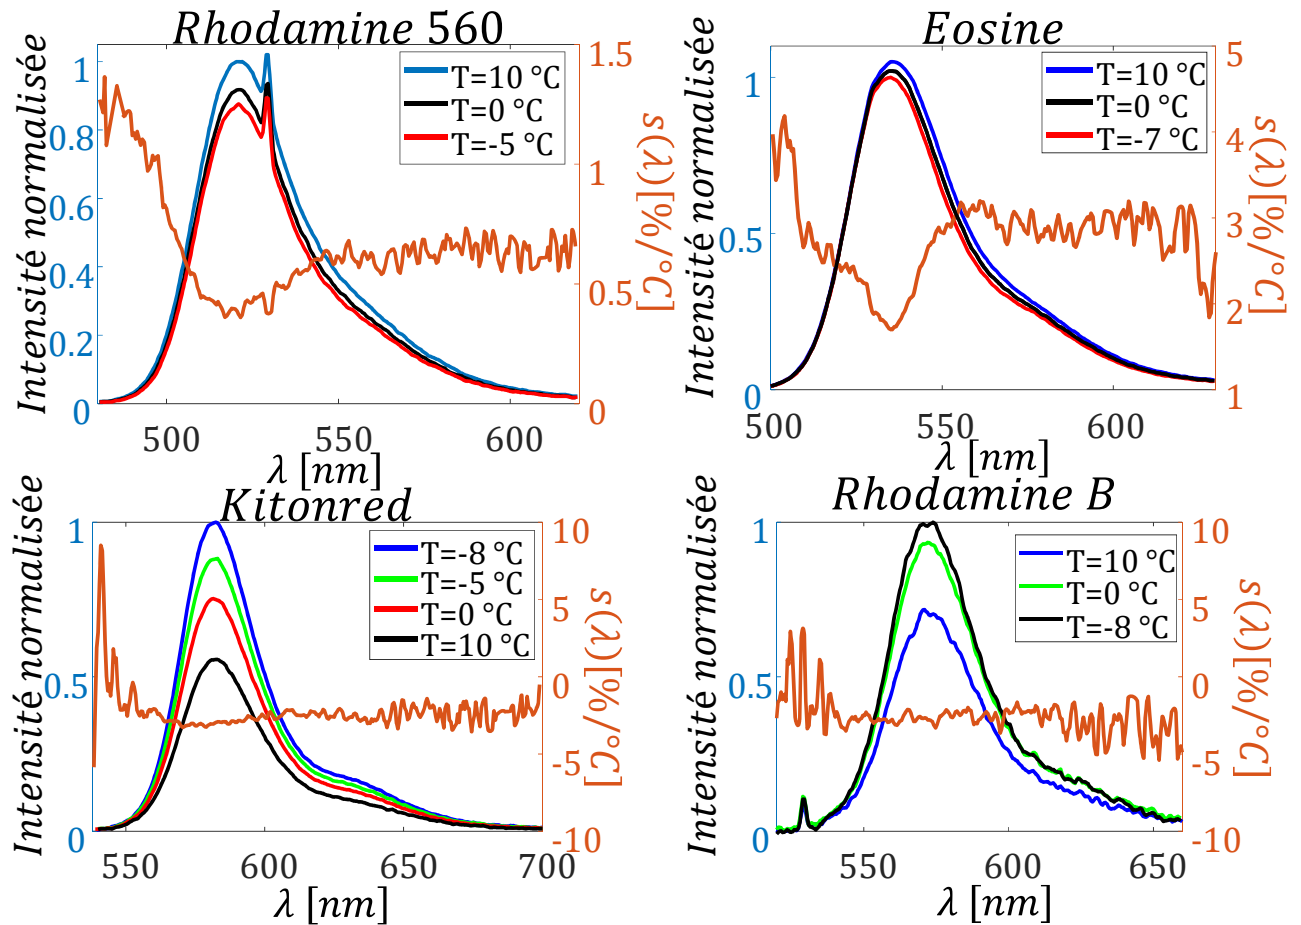 Rhodamine 560
Intensité normalisée
1
0.8
0.6
0.4
0.2
0
T=10 °C
T=0 °C
T=-5 °C
1.5
1
0.5
0
s(λ)[%/°C]
500
550
600
λ [nm]
Eosine
Intensité normalisée
1
0.5
0
T=10 °C
T=0 °C
T=-7 °C
5
4
3
2
1
s(λ)[%/°C]
500
550
600
λ [nm]
Kitonred
Intensité normalisée
1
0.5
0
T=-8 °C
T=-5 °C
T=0 °C
T=10 °C
10
5
0
-5
-10
s(λ)[%/°C]
550
600
650
700
λ [nm]
Rhodamine B
Intensité normalisée
1
0.5
0
T=10 °C
T=0 °C
T=-8 °C
10
5
0
-5
-10
s(λ)[%/°C]
550
600
650
λ [nm]